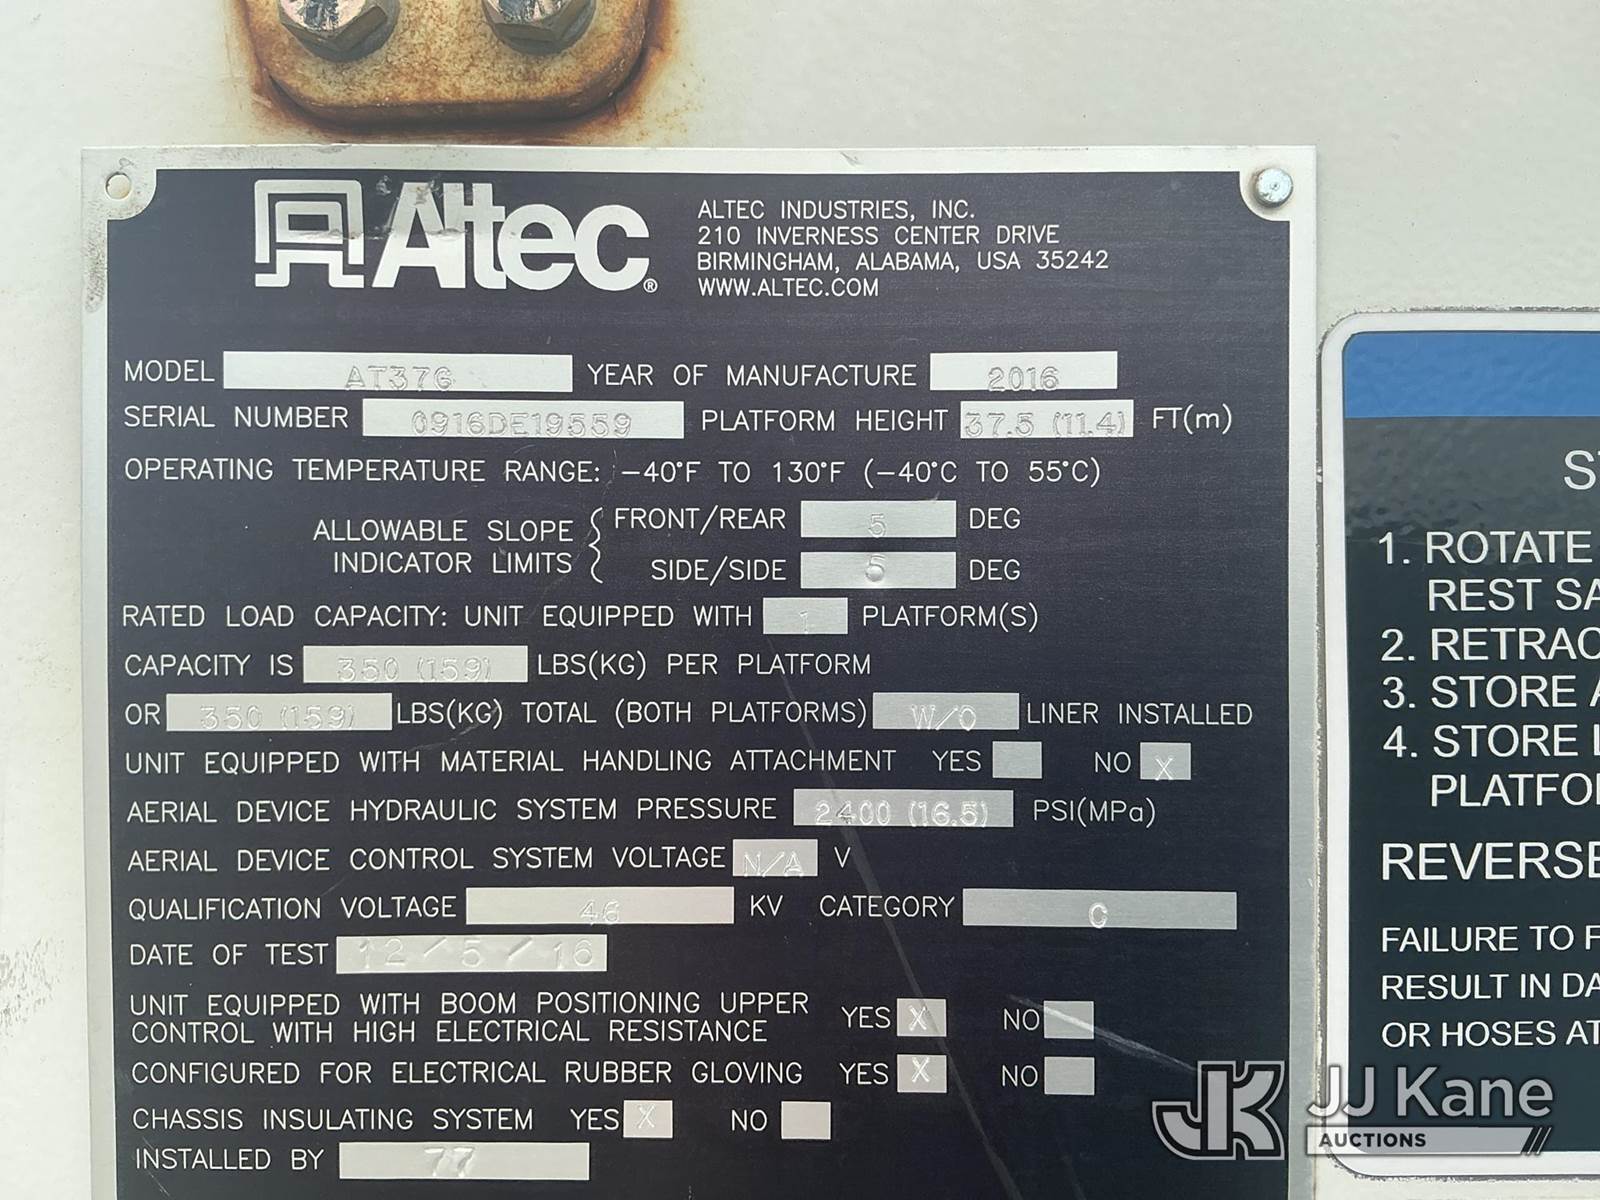 Altec®
ALTEC INDUSTRIES, INC.
210 INVERNESS CENTER DRIVE
BIRMINGHAM, ALABAMA, USA 35242
WWW.ALTEC.COM
MODEL AT37G YEAR OF MANUFACTURE 2016
SERIAL NUMBER 0916DE19559 PLATFORM HEIGHT 37.5 (11.4) FT(m)
OPERATING TEMPERATURE RANGE: -40°F TO 130°F (-40°C TO 55°C)
ALLOWABLE SLOPE INDICATOR LIMITS
FRONT/REAR 5 DEG
SIDE/SIDE 5 DEG
RATED LOAD CAPACITY: UNIT EQUIPPED WITH 1 PLATFORM(S)
CAPACITY IS 350 (159) LBS(KG) PER PLATFORM
OR 350 (159) LBS(KG) TOTAL (BOTH PLATFORMS) W/O LINER INSTALLED
UNIT EQUIPPED WITH MATERIAL HANDLING ATTACHMENT YES NO X
AERIAL DEVICE HYDRAULIC SYSTEM PRESSURE 2400 (16.5) PSI(MPa)
AERIAL DEVICE CONTROL SYSTEM VOLTAGE N/A V
QUALIFICATION VOLTAGE 46 KV CATEGORY C
DATE OF TEST 12/5/16
UNIT EQUIPPED WITH BOOM POSITIONING UPPER
CONTROL WITH HIGH ELECTRICAL RESISTANCE YES X NO
CONFIGURED FOR ELECTRICAL RUBBER GLOVING YES X NO
CHASSIS INSULATING SYSTEM YES X NO
INSTALLED BY 77
1. ROTATE
REST
2.
3. STORE
4. STORE
FAILURE TO
RESULT IN
OR HOSES
JK JJ Kane
AUCTIONS